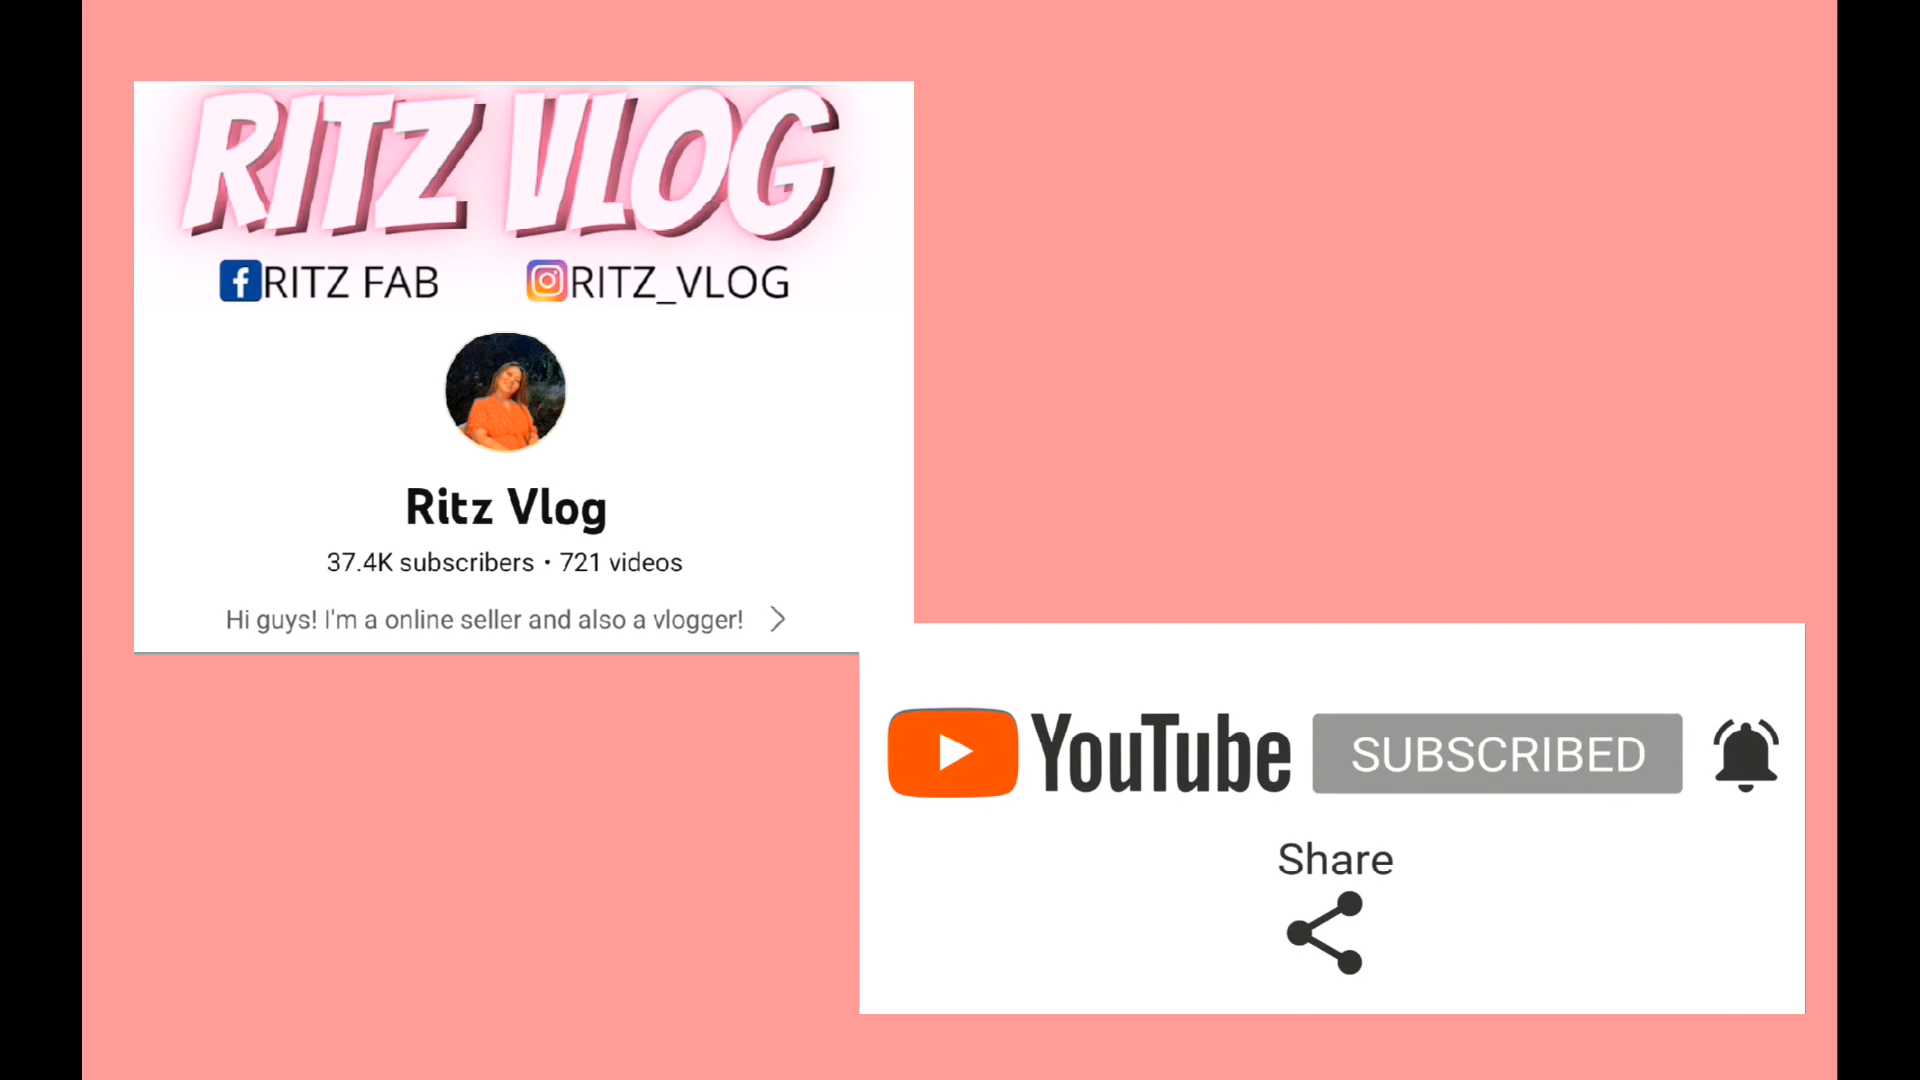 RITZ VLOG
RITZ FAB RITZ_VLOG
Ritz Vlog
37.4K subscribers • 721 videos
Hi guys! I'm a online seller and also a vlogger!
YouTube SUBSCRIBED
Share